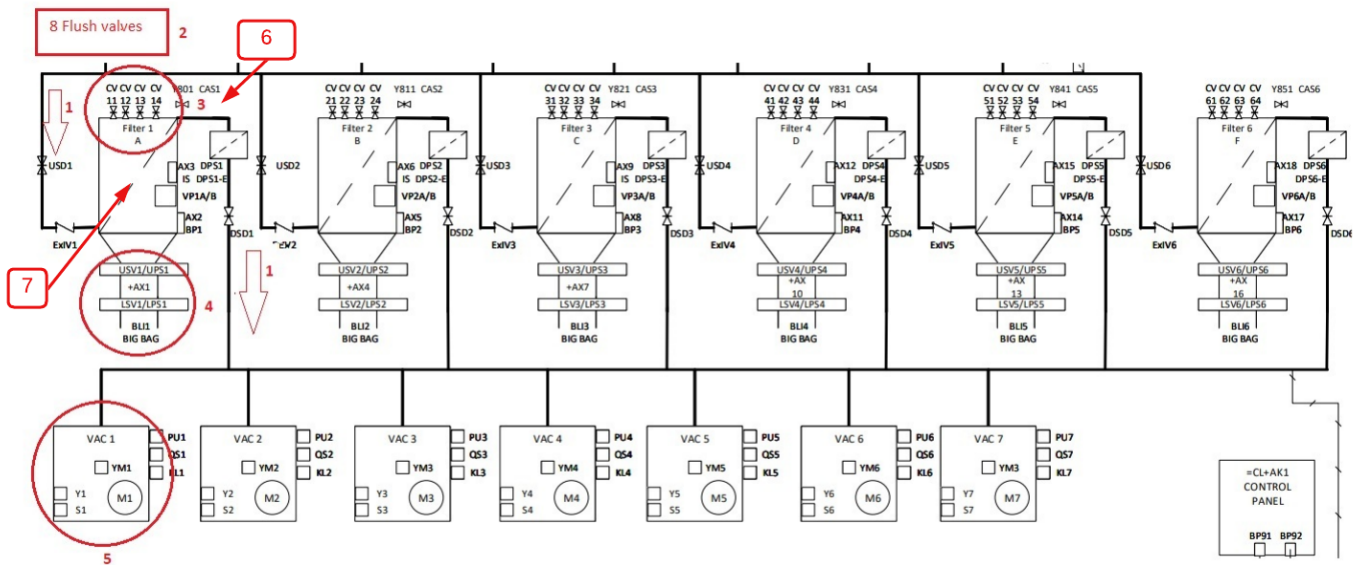 8 Flush valves
2
6
1
CV CV CV CV Y801 CAS1
11 12 13 14
3
Filter 1
A
USD1
AX3 DPS1
IS DPS1-E
VP1A/B
AX2
BP1
DSD1
ExIV1
7
USV1/UPS1
+AX1
LSV1/LPS1
4
BLI1
BIG BAG
1
CV CV CV CV Y811 CAS2
21 22 23 24
Filter 2
B
USD2
AX6 DPS2
IS DPS2-E
VP2A/B
AX5
BP2
DSD2
USV2/UPS2
+AX4
LSV2/LPS2
BLI2
BIG BAG
CV CV CV CV Y821 CAS3
31 32 33 34
Filter 3
C
USD3
AX9 DPS3
IS DPS3-E
VP3A/B
AX8
BP3
DSD3
ExIV3
USV3/UPS3
+AX7
LSV3/LPS3
BLI3
BIG BAG
CV CV CV CV Y831 CAS4
41 42 43 44
Filter 4
D
USD4
AX12 DPS4
DPS4-E
VP4A/B
AX11
BP4
DSD4
ExIV4
USV4/UPS4
+AX
10
LSV4/LPS4
BLI4
BIG BAG
CV CV CV CV Y841 CAS5
51 52 53 54
Filter 5
E
USD5
AX15 DPS5
DPS5-E
VP5A/B
AX14
BP5
DSD5
ExIV5
USV5/UPS5
+AX
13
LSV5/LPS5
BLI5
BIG BAG
CV CV CV CV Y851 CAS6
61 62 63 64
Filter 6
F
USD6
AX18 DPS6
DPS6-E
VP6A/B
AX17
BP6
DSD6
ExIV6
USV6/UPS6
+AX
16
LSV6/LPS6
BLI6
BIG BAG
VAC 1
PU1
QS1
KL1
YM1
Y1
S1
M1
5
VAC 2
PU2
QS2
KL2
YM2
Y2
S2
M2
VAC 3
PU3
QS3
KL3
YM3
Y3
S3
M3
VAC 4
PU4
QS4
KL4
YM4
Y4
S4
M4
VAC 5
PU5
QS5
KL5
YM5
Y5
S5
M5
VAC 6
PU6
QS6
KL6
YM6
Y6
S6
M6
VAC 7
PU7
QS7
KL7
YM3
Y7
S7
M7
=CL+AK1
CONTROL
PANEL
BP91 BP92